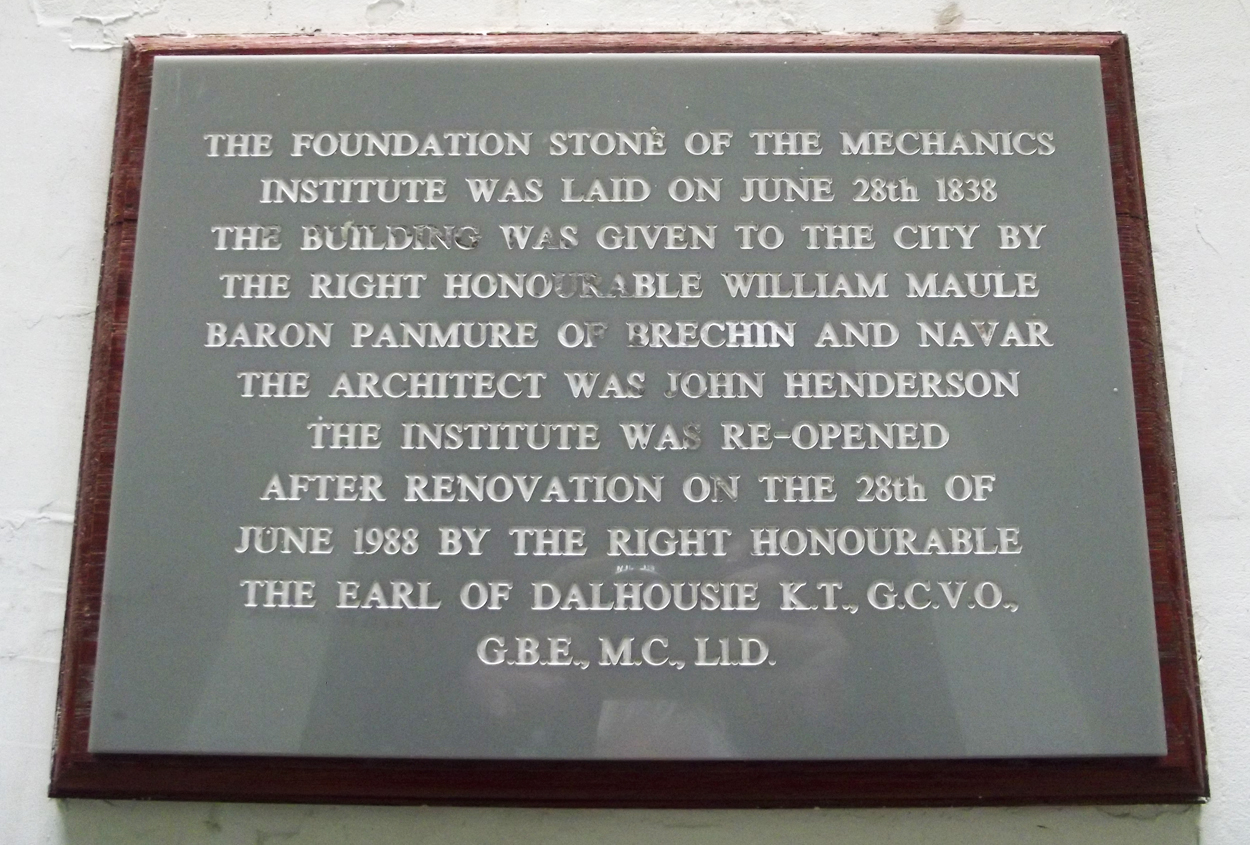 THE FOUNDATION STONE OF THE MECHANICS
INSTITUTE WAS LAID ON JUNE 28th 1838
THE BUILDING WAS GIVEN TO THE CITY BY
THE RIGHT HONOURABLE WILLIAM MAULE
BARON PANMURE OF BRECHIN AND NAVAR
THE ARCHITECT WAS JOHN HENDERSON
THE INSTITUTE WAS RE-OPENED
AFTER RENOVATION ON THE 28th OF
JUNE 1988 BY THE RIGHT HONOURABLE
THE EARL OF DALHOUSIE K.T., G.C.V.O.,
G.B.E., M.C., Ll.D.